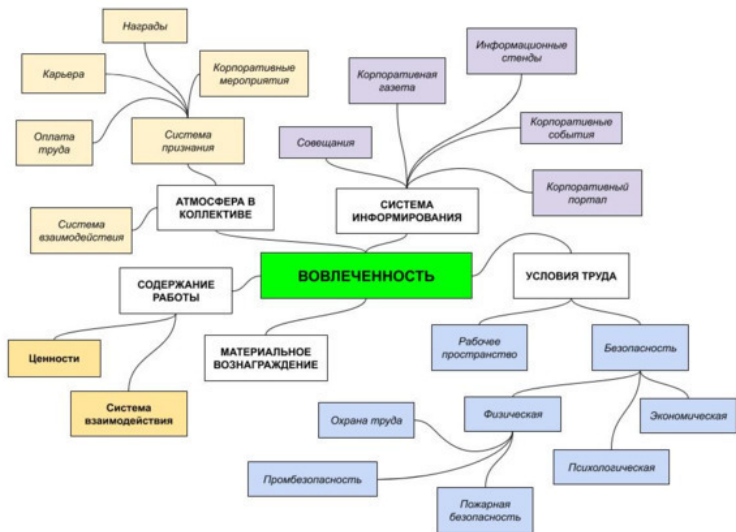 Награды
Информационные
стенды
Карьера
Корпоративные
мероприятия
Корпоративная
газета
Оплата
труда
Система
признания
Совещания
Корпоративные
события
Корпоративный
портал
АТМОСФЕРА В
КОЛЛЕКТИВЕ
СИСТЕМА
ИНФОРМИРОВАНИЯ
Система
взаимодействия
ВОВЛЕЧЕННОСТЬ
СОДЕРЖАНИЕ
РАБОТЫ
УСЛОВИЯ ТРУДА
Ценности
МАТЕРИАЛЬНОЕ
ВОЗНАГРАЖДЕНИЕ
Рабочее
пространство
Безопасность
Система
взаимодействия
Охрана труда
Физическая
Экономическая
Промбезопасность
Психологическая
Пожарная
безопасность